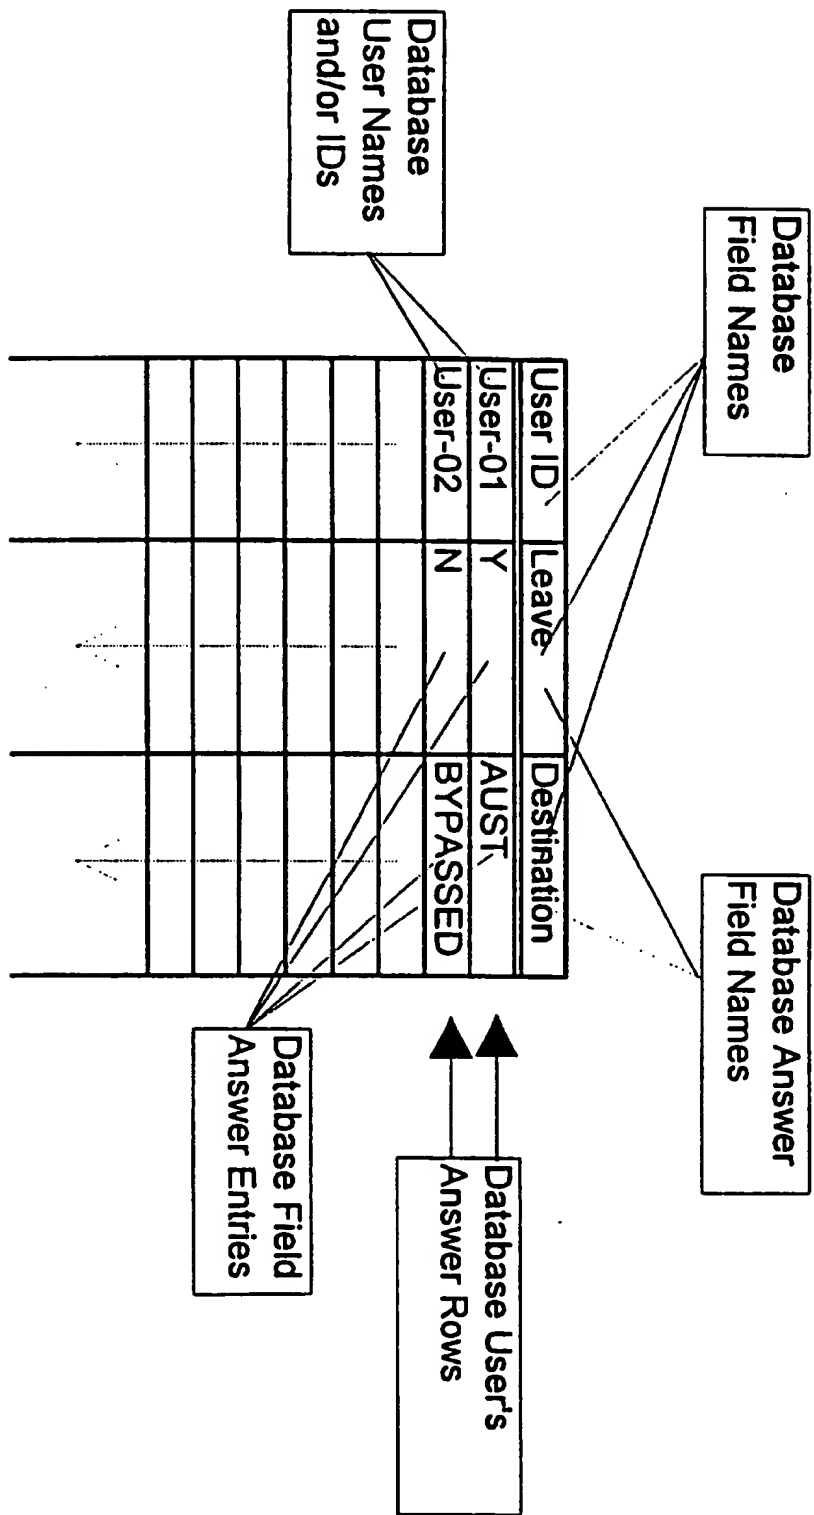 Database
Field Names
Database Answer
Field Names
Database
User Names
and/or IDs
User ID Leave Destination
User-01 Y AUST
User-02 N BYPASSED
Database User's
Answer Rows
Database Field
Answer Entries